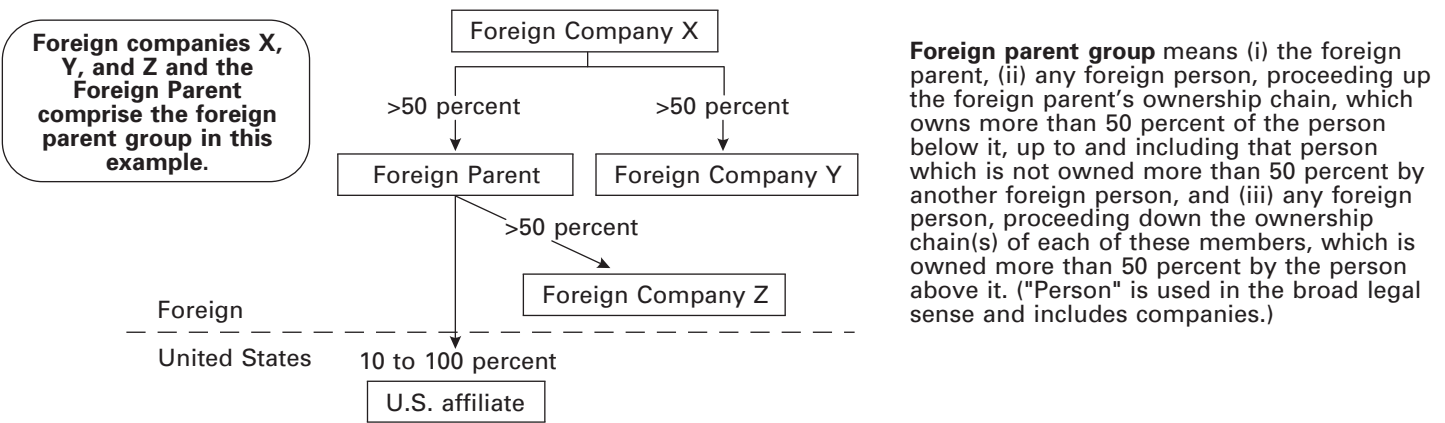 Foreign companies X,
Y, and Z and the
Foreign Parent
comprise the foreign
parent group in this
example.
Foreign Company X
>50 percent
>50 percent
Foreign Parent
Foreign Company Y
>50 percent
Foreign Company Z
Foreign
United States
10 to 100 percent
U.S. affiliate
Foreign parent group means (i) the foreign
parent, (ii) any foreign person, proceeding up
the foreign parent's ownership chain, which
owns more than 50 percent of the person
below it, up to and including that person
which is not owned more than 50 percent by
another foreign person, and (iii) any foreign
person, proceeding down the ownership
chain(s) of each of these members, which is
owned more than 50 percent by the person
above it. ("Person" is used in the broad legal
sense and includes companies.)